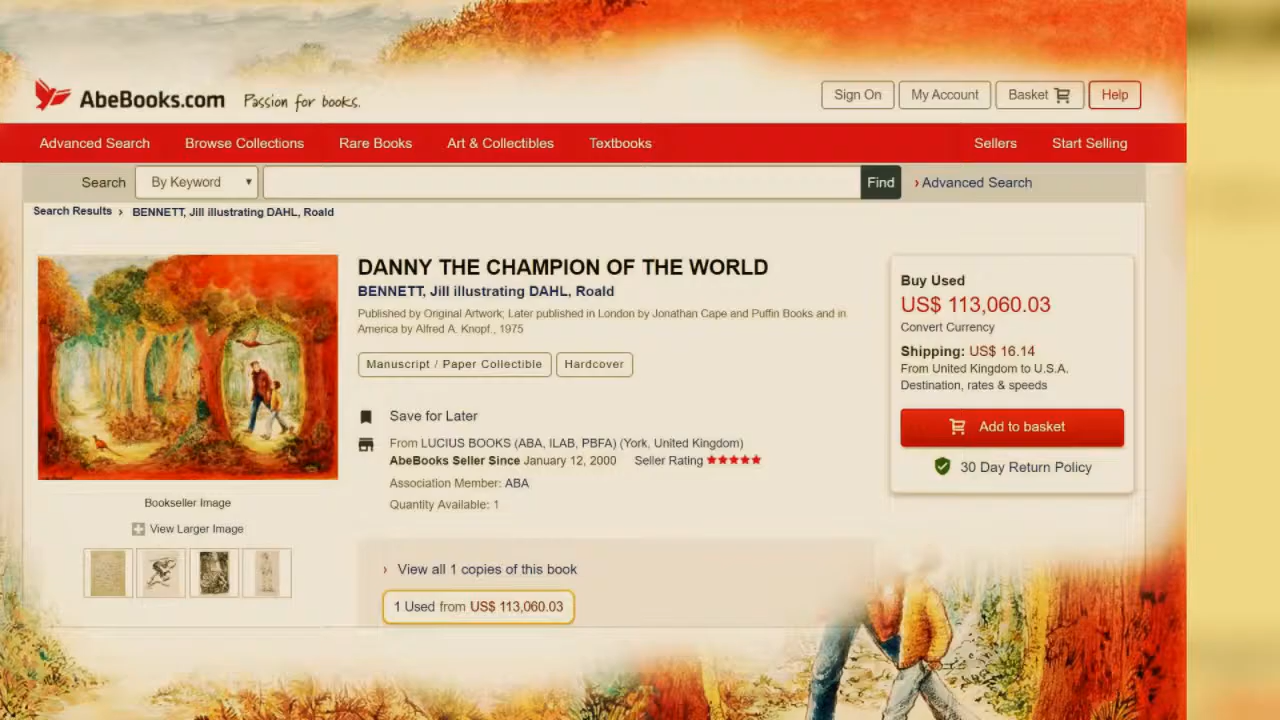 AbeBooks.com Passion for books.
Sign On My Account Basket Help
Advanced Search Browse Collections Rare Books Art & Collectibles Textbooks Sellers Start Selling
Search By Keyword Find › Advanced Search
Search Results › BENNETT, Jill illustrating DAHL, Roald
DANNY THE CHAMPION OF THE WORLD
BENNETT, Jill illustrating DAHL, Roald
Published by Original Artwork; Later published in London by Jonathan Cape and Puffin Books and in
America by Alfred A. Knopf., 1975
Manuscript / Paper Collectible Hardcover
Save for Later
From LUCIUS BOOKS (ABA, ILAB, PBFA) (York, United Kingdom)
AbeBooks Seller Since January 12, 2000 Seller Rating
Association Member: ABA
Quantity Available: 1
Buy Used
US$ 113,060.03
Convert Currency
Shipping: US$ 16.14
From United Kingdom to U.S.A.
Destination, rates & speeds
Add to basket
30 Day Return Policy
Bookseller Image
View Larger Image
› View all 1 copies of this book
1 Used from US$ 113,060.03